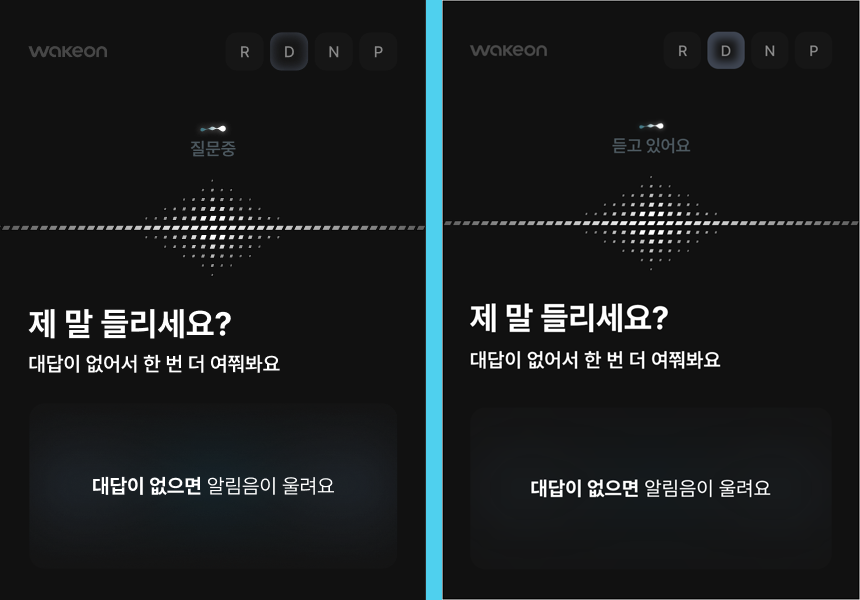 wakeon
R D N P
질문중
제 말 들리세요?
대답이 없어서 한 번 더 여쭤봐요
대답이 없으면 알림음이 울려요
wakeon
R D N P
듣고 있어요
제 말 들리세요?
대답이 없어서 한 번 더 여쭤봐요
대답이 없으면 알림음이 울려요